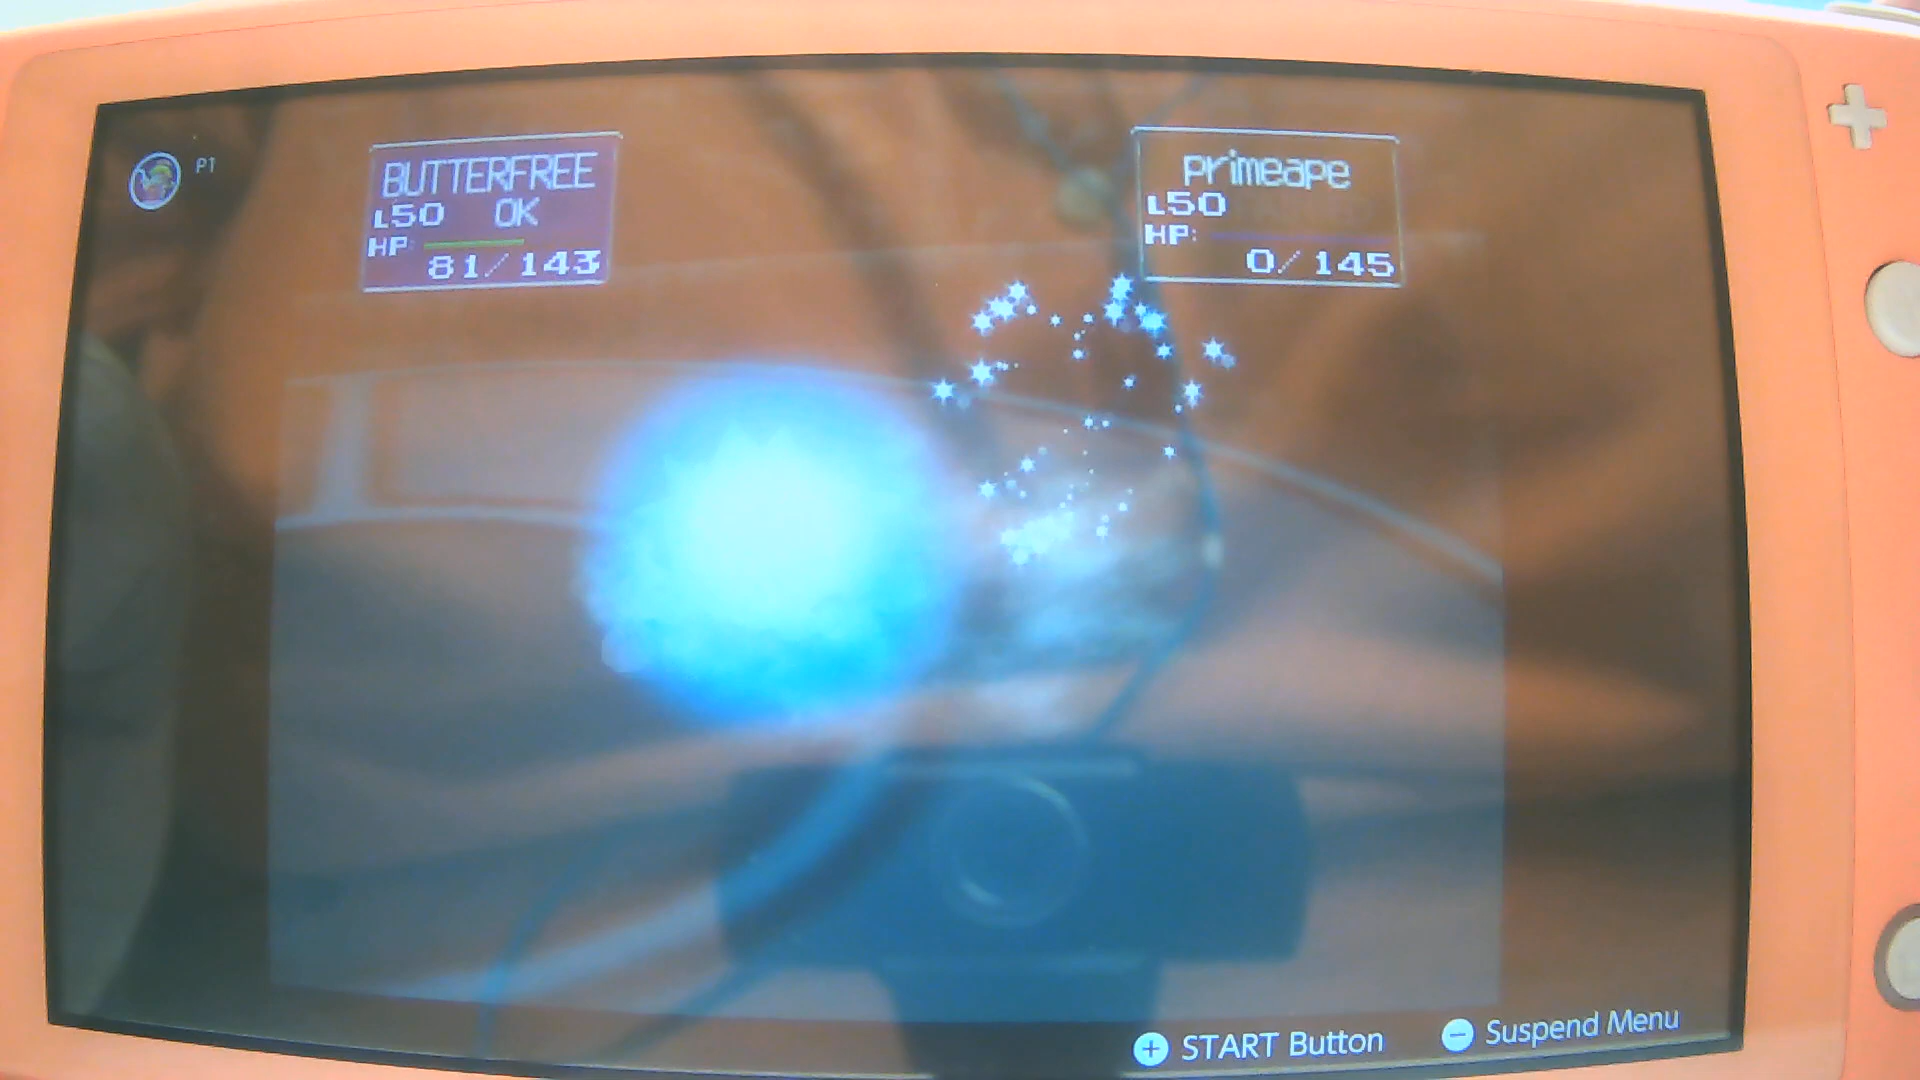 P1
BUTTERFREE
L50 OK
HP:
81/143
primeape
L50
HP:
0/145
START Button
Suspend Menu